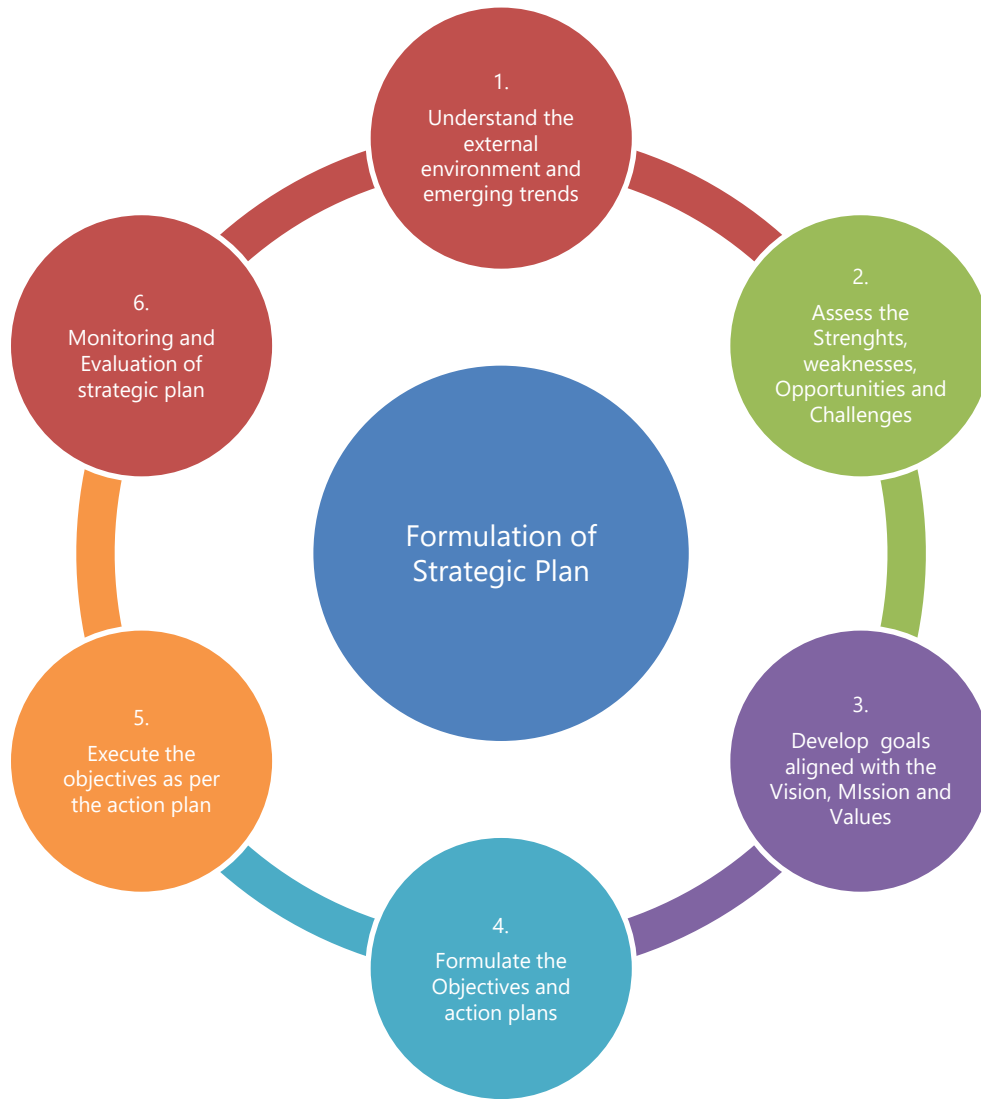 1.
Understand the
external
environment and
emerging trends
2.
Assess the
Strenghts,
weaknesses,
Opportunities and
Challenges
3.
Develop  goals
aligned with the
Vision, MIssion and
Values
4.
Formulate the
Objectives and
action plans
5.
Execute the
objectives as per
the action plan
6.
Monitoring and
Evaluation of
strategic plan
Formulation of
Strategic Plan